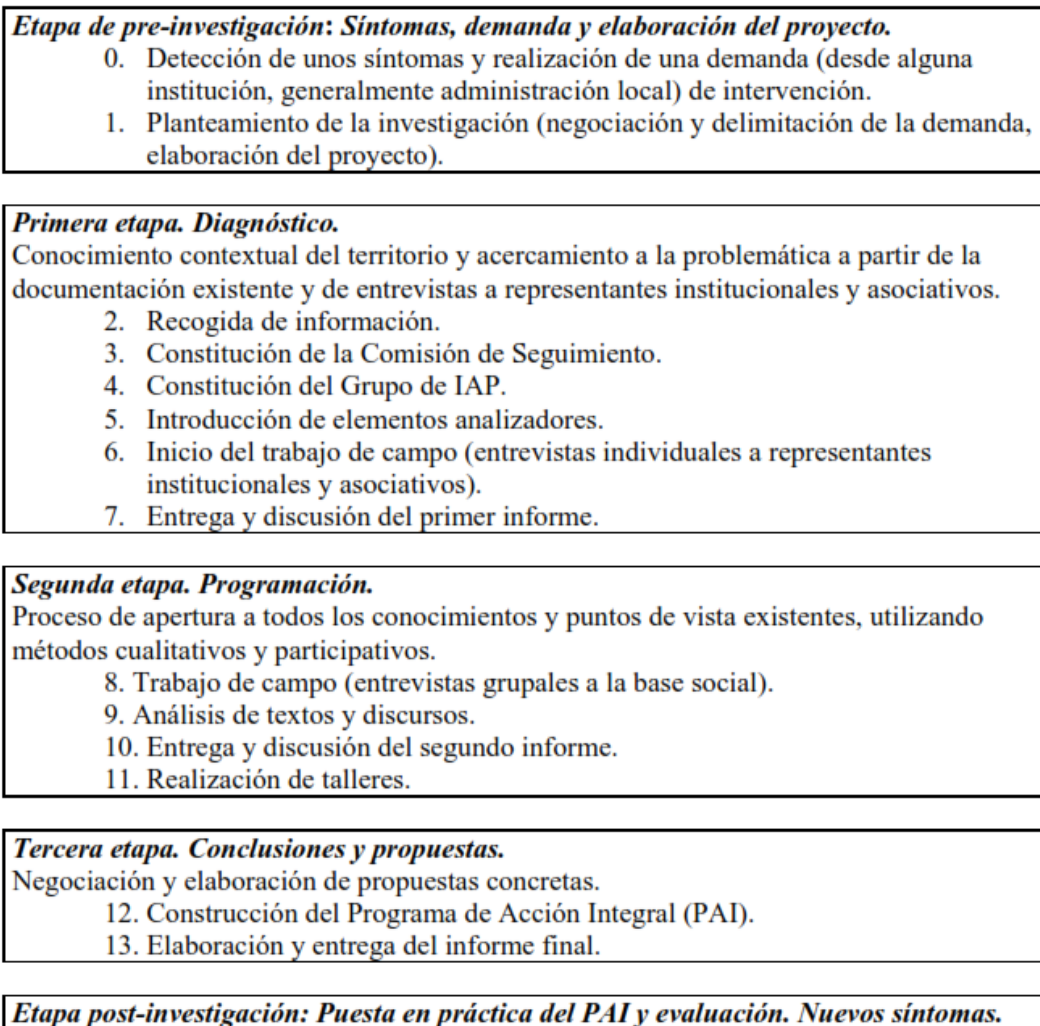 Etapa de pre-investigación: Síntomas, demanda y elaboración del proyecto.
0. Detección de unos síntomas y realización de una demanda (desde alguna
institución, generalmente administración local) de intervención.
1. Planteamiento de la investigación (negociación y delimitación de la demanda,
elaboración del proyecto).
Primera etapa. Diagnóstico.
Conocimiento contextual del territorio y acercamiento a la problemática a partir de la
documentación existente y de entrevistas a representantes institucionales y asociativos.
2. Recogida de información.
3. Constitución de la Comisión de Seguimiento.
4. Constitución del Grupo de IAP.
5. Introducción de elementos analizadores.
6. Inicio del trabajo de campo (entrevistas individuales a representantes
institucionales y asociativos).
7. Entrega y discusión del primer informe.
Segunda etapa. Programación.
Proceso de apertura a todos los conocimientos y puntos de vista existentes, utilizando
métodos cualitativos y participativos.
8. Trabajo de campo (entrevistas grupales a la base social).
9. Análisis de textos y discursos.
10. Entrega y discusión del segundo informe.
11. Realización de talleres.
Tercera etapa. Conclusiones y propuestas.
Negociación y elaboración de propuestas concretas.
12. Construcción del Programa de Acción Integral (PAI).
13. Elaboración y entrega del informe final.
Etapa post-investigación: Puesta en práctica del PAI y evaluación. Nuevos síntomas.